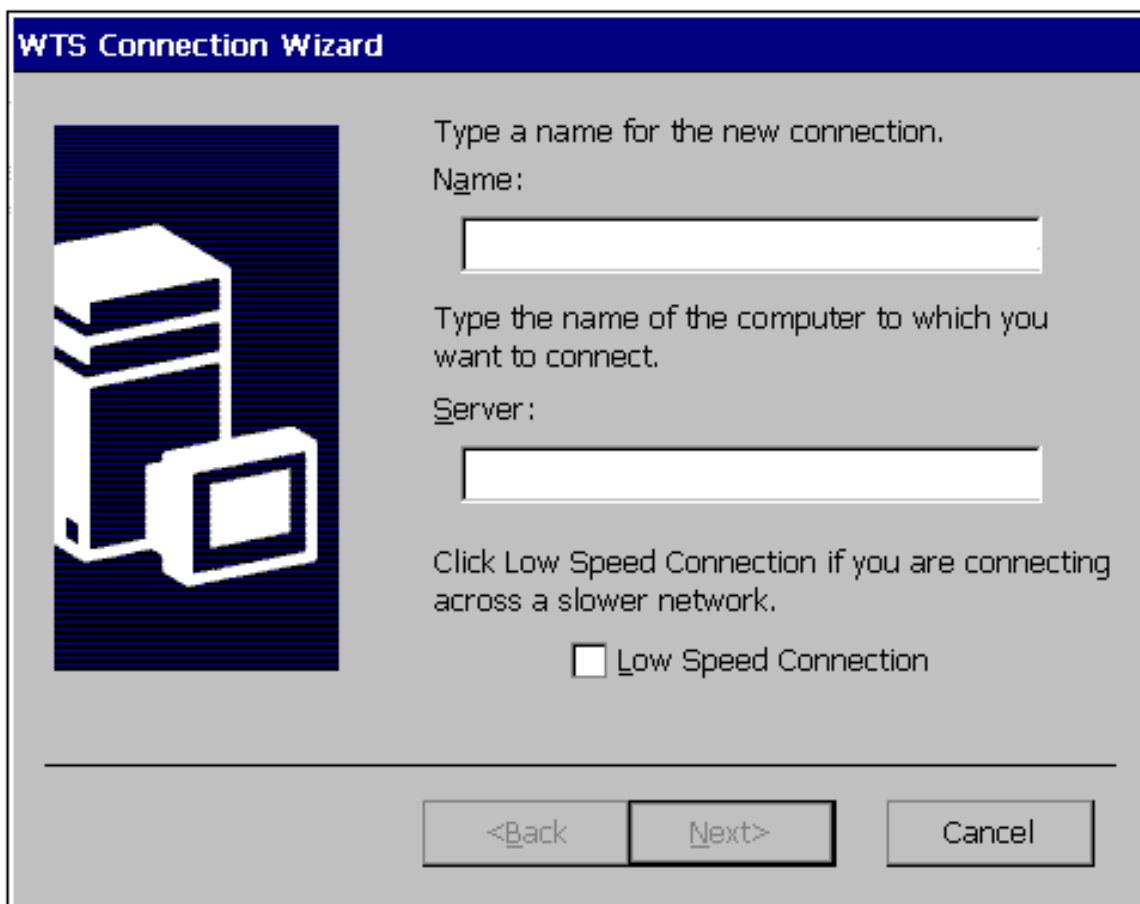 WTS Connection Wizard
Type a name for the new connection.
Name:
Type the name of the computer to which you
want to connect.
Server:
Click Low Speed Connection if you are connecting
across a slower network.
Low Speed Connection
<Back
Next>
Cancel